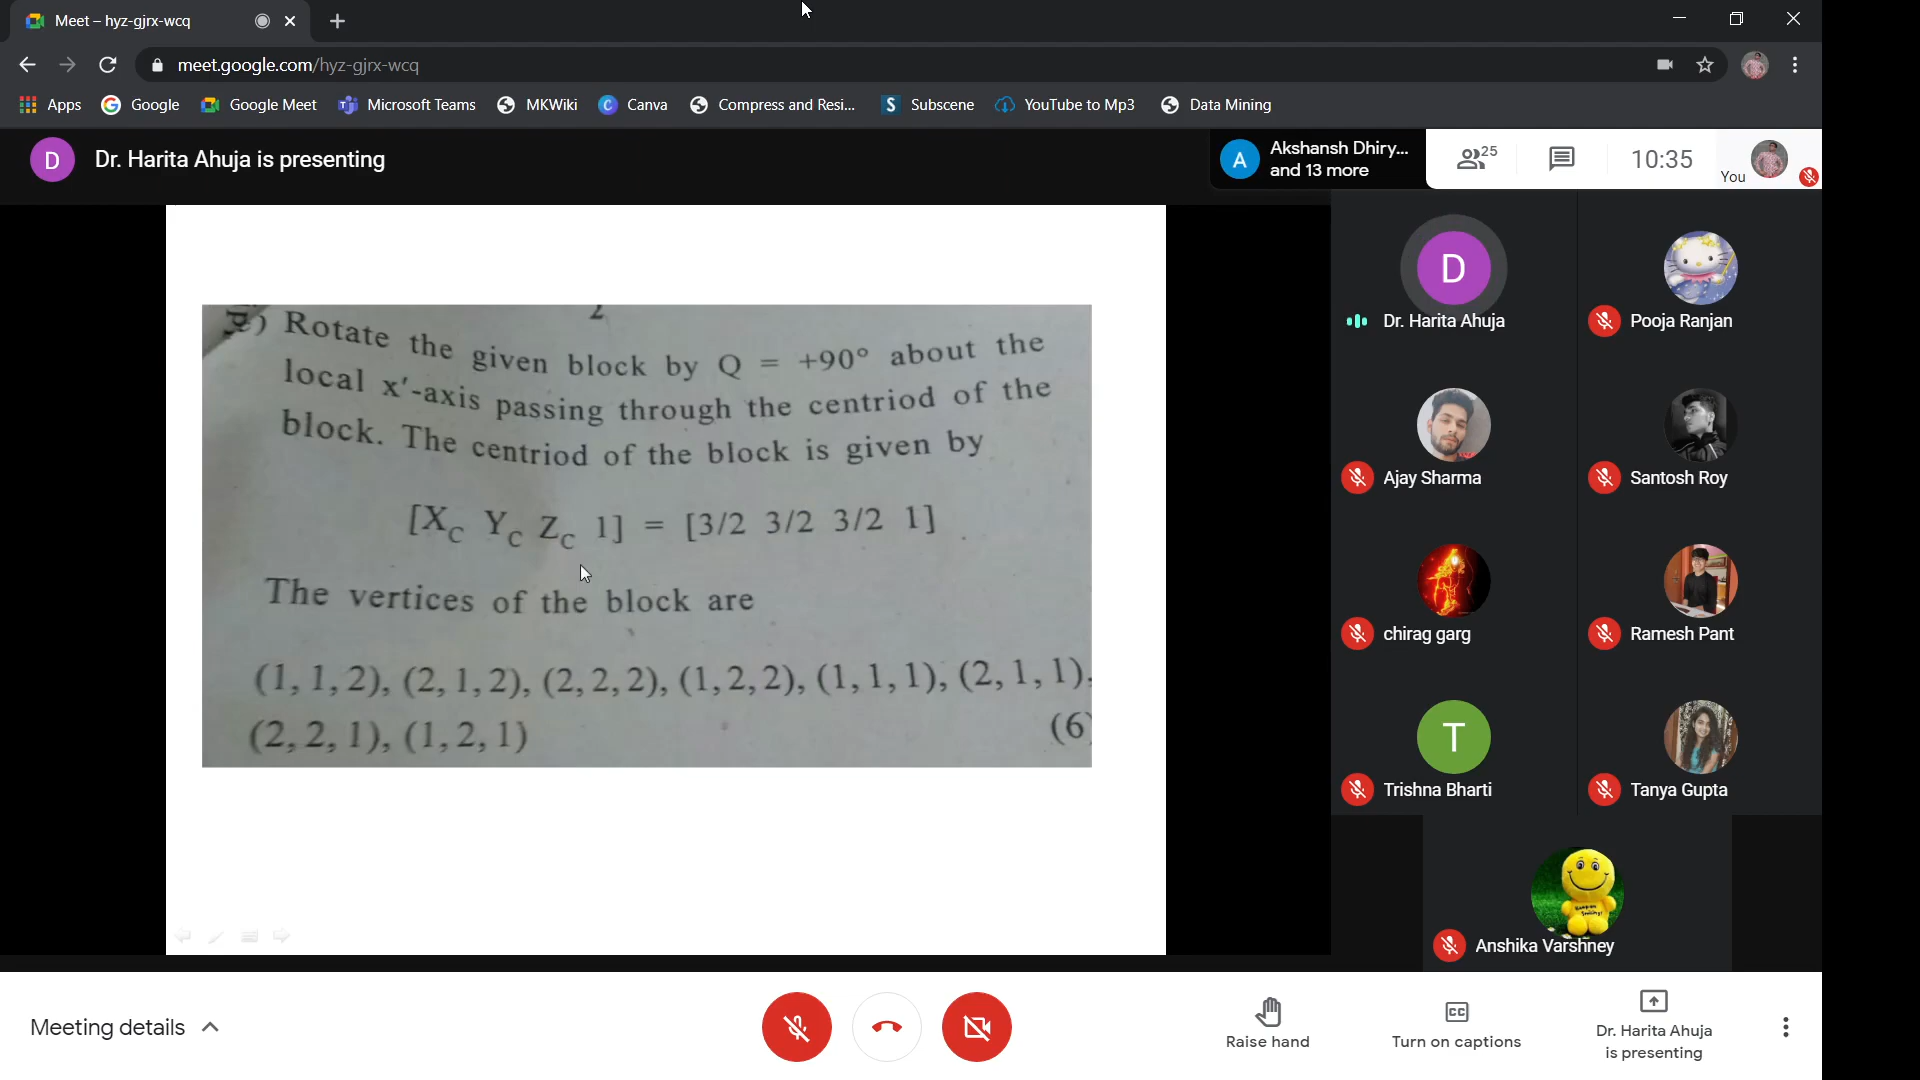 Meet – hyz-gjrx-wcq
meet.google.com/hyz-gjrx-wcq
Apps Google Google Meet Microsoft Teams MKWiki Canva Compress and Resi... Subscene YouTube to Mp3 Data Mining
D Dr. Harita Ahuja is presenting
A Akshansh Dhiry...
and 13 more
25
10:35
You
e) Rotate the given block by Q = +90° about the
local x'-axis passing through the centriod of the
block. The centriod of the block is given by
[X_C Y_C Z_C 1] = [3/2 3/2 3/2 1]
The vertices of the block are
(1, 1, 2), (2, 1, 2), (2, 2, 2), (1, 2, 2), (1, 1, 1), (2, 1, 1),
(2, 2, 1), (1, 2, 1) (6)
D
Dr. Harita Ahuja
Pooja Ranjan
Ajay Sharma
Santosh Roy
chirag garg
Ramesh Pant
T
Trishna Bharti
Tanya Gupta
Anshika Varshney
Meeting details
Raise hand
CC
Turn on captions
Dr. Harita Ahuja
is presenting